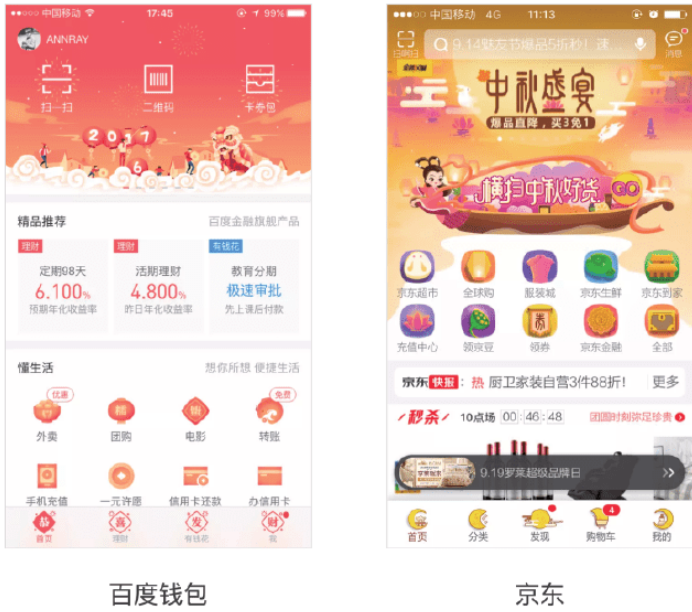 中国移动 17:45 99%
ANNRAY
扫一扫 二维码 卡券包
2017
精品推荐 百度金融旗舰产品
理财 理财 有钱花
定期98天 活期理财 教育分期
6.100% 4.800% 极速审批
预期年化收益率 昨日年化收益率 先上课后付款
懂生活 想你所想 便捷生活
优惠 免费
外卖 团购 电影 转账
手机充值 一元许愿 信用卡还款 办信用卡
恭 喜 发 财
首页 理财 有钱花 我
百度钱包
中国移动 4G 11:13
9.14魅友节爆品5折秒！速...
扫啊扫 消息
中秋盛宴
爆品直降，买3免1
横扫中秋好货 GO
京东超市 全球购 服装城 京东生鲜 京东到家
充值中心 领京豆 领券 京东金融 全部
京东快报：热 厨卫家装自营3件88折！ 更多
秒杀 10点场 00:46:48 团圆时刻弥足珍贵
9.19罗莱超级品牌日
4
首页 分类 发现 购物车 我的
京东